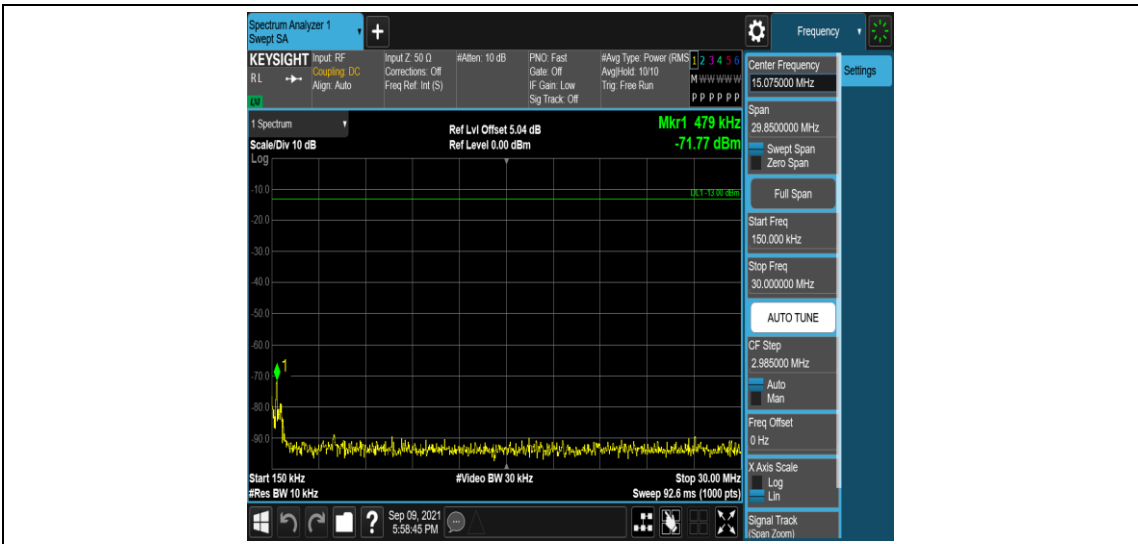 Spectrum Analyzer 1
Swept SA
Frequency
KEYSIGHT
RL
LXI
Input: RF
Coupling: DC
Align: Auto
Input Z: 50 Ω
Corrections: Off
Freq Ref: Int (S)
#Atten: 10 dB
PNO: Fast
Gate: Off
IF Gain: Low
Sig Track: Off
#Avg Type: Power (RMS
Avg|Hold: 10/10
Trig: Free Run
1 2 3 4 5 6
M W W W W W
P P P P P P
1 Spectrum
Scale/Div 10 dB
Log
Ref Lvl Offset 5.04 dB
Ref Level 0.00 dBm
Mkr1 479 kHz
-71.77 dBm
DL1 -13.00 dBm
-10.0
-20.0
-30.0
-40.0
-50.0
-60.0
-70.0
-80.0
-90.0
1
Start 150 kHz
#Res BW 10 kHz
#Video BW 30 kHz
Stop 30.00 MHz
Sweep 92.6 ms (1000 pts)
?
Sep 09, 2021
5:58:45 PM
Center Frequency
15.075000 MHz
Span
29.8500000 MHz
Swept Span
Zero Span
Full Span
Start Freq
150.000 kHz
Stop Freq
30.000000 MHz
AUTO TUNE
CF Step
2.985000 MHz
Auto
Man
Freq Offset
0 Hz
X Axis Scale
Log
Lin
Signal Track
(Span Zoom)
Settings